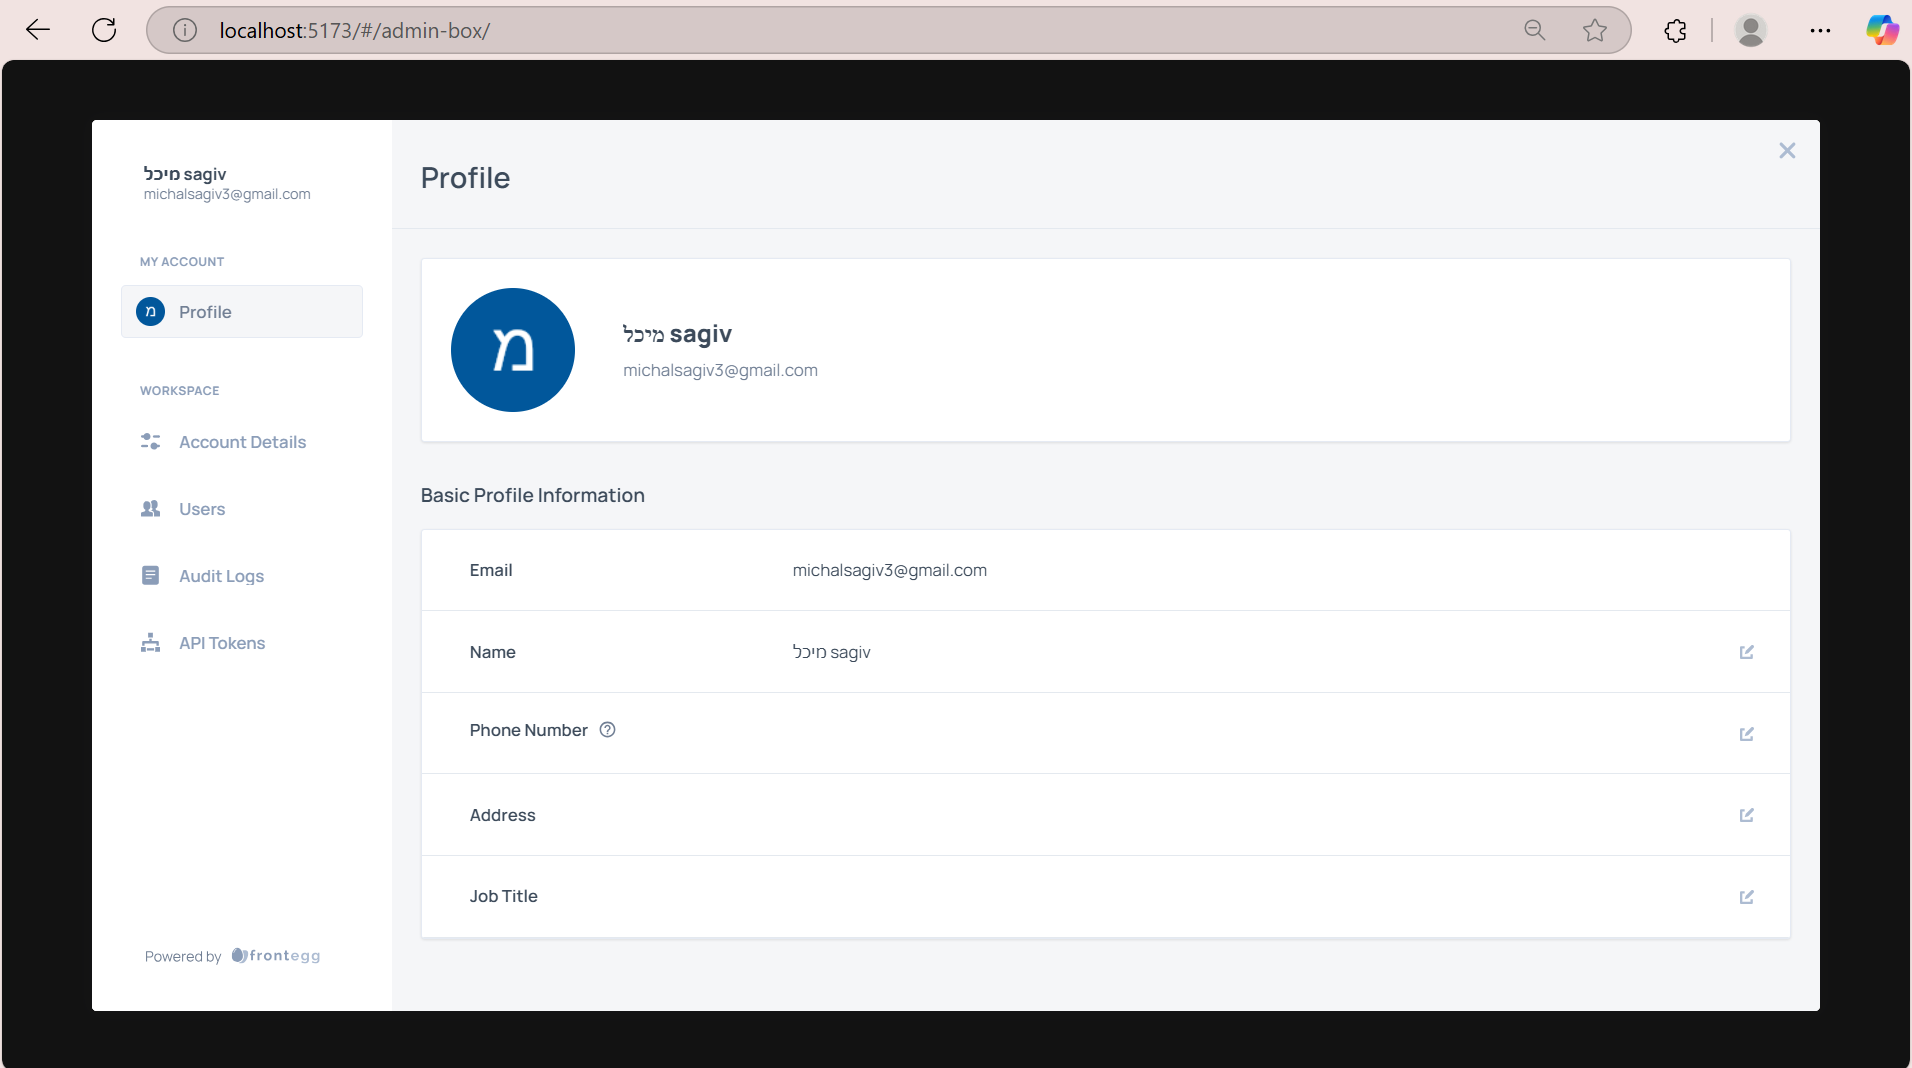 localhost:5173/#/admin-box/
מיכל sagiv
michalsagiv3@gmail.com
MY ACCOUNT
מ
Profile
WORKSPACE
Account Details
Users
Audit Logs
API Tokens
Powered by frontegg
Profile
מ
מיכל sagiv
michalsagiv3@gmail.com
Basic Profile Information
Email michalsagiv3@gmail.com
Name מיכל sagiv
Phone Number
Address
Job Title